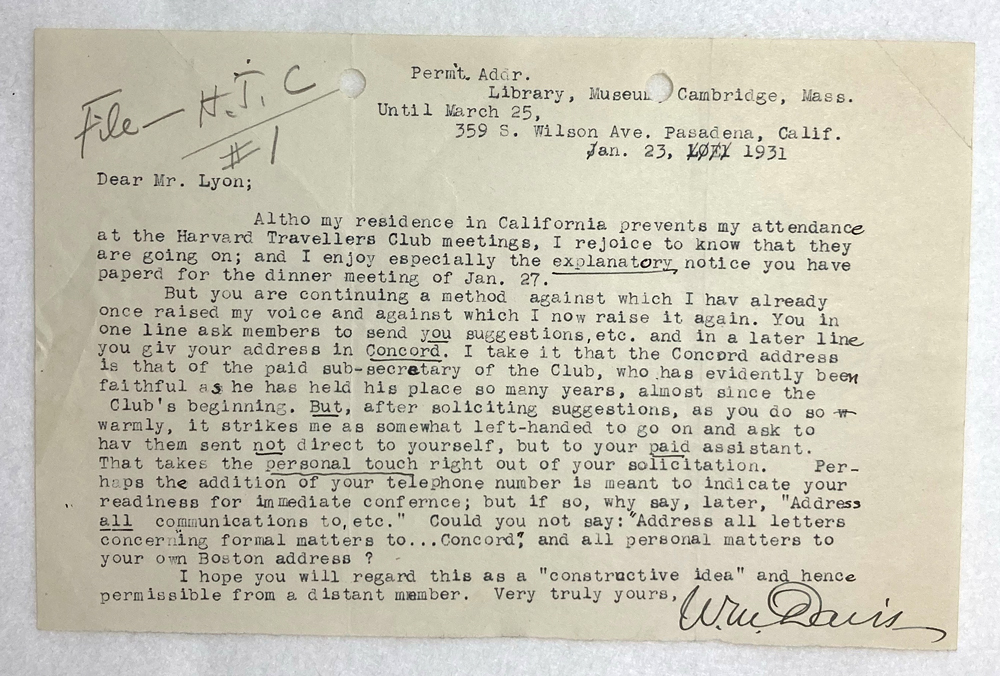 File — H.T.C
#1
Perm't. Addr.
Library, Museum Cambridge, Mass.
Until March 25,
359 S. Wilson Ave. Pasadena, Calif.
Jan. 23, 1931
Dear Mr. Lyon;
Altho my residence in California prevents my attendance
at the Harvard Travellers Club meetings, I rejoice to know that they
are going on; and I enjoy especially the explanatory notice you have
paperd for the dinner meeting of Jan. 27.
But you are continuing a method against which I hav already
once raised my voice and against which I now raise it again. You in
one line ask members to send you suggestions, etc. and in a later line
you giv your address in Concord. I take it that the Concord address
is that of the paid sub-secretary of the Club, who has evidently been
faithful as he has held his place so many years, almost since the
Club's beginning. But, after soliciting suggestions, as you do so w
warmly, it strikes me as somewhat left-handed to go on and ask to
hav them sent not direct to yourself, but to your paid assistant.
That takes the personal touch right out of your solicitation. Per-
haps the addition of your telephone number is meant to indicate your
readiness for immediate confernce; but if so, why say, later, "Address
all communications to, etc." Could you not say: "Address all letters
concerning formal matters to...Concord", and all personal matters to
your own Boston address ?
I hope you will regard this as a "constructive idea" and hence
permissible from a distant member. Very truly yours,
W.M. Davis